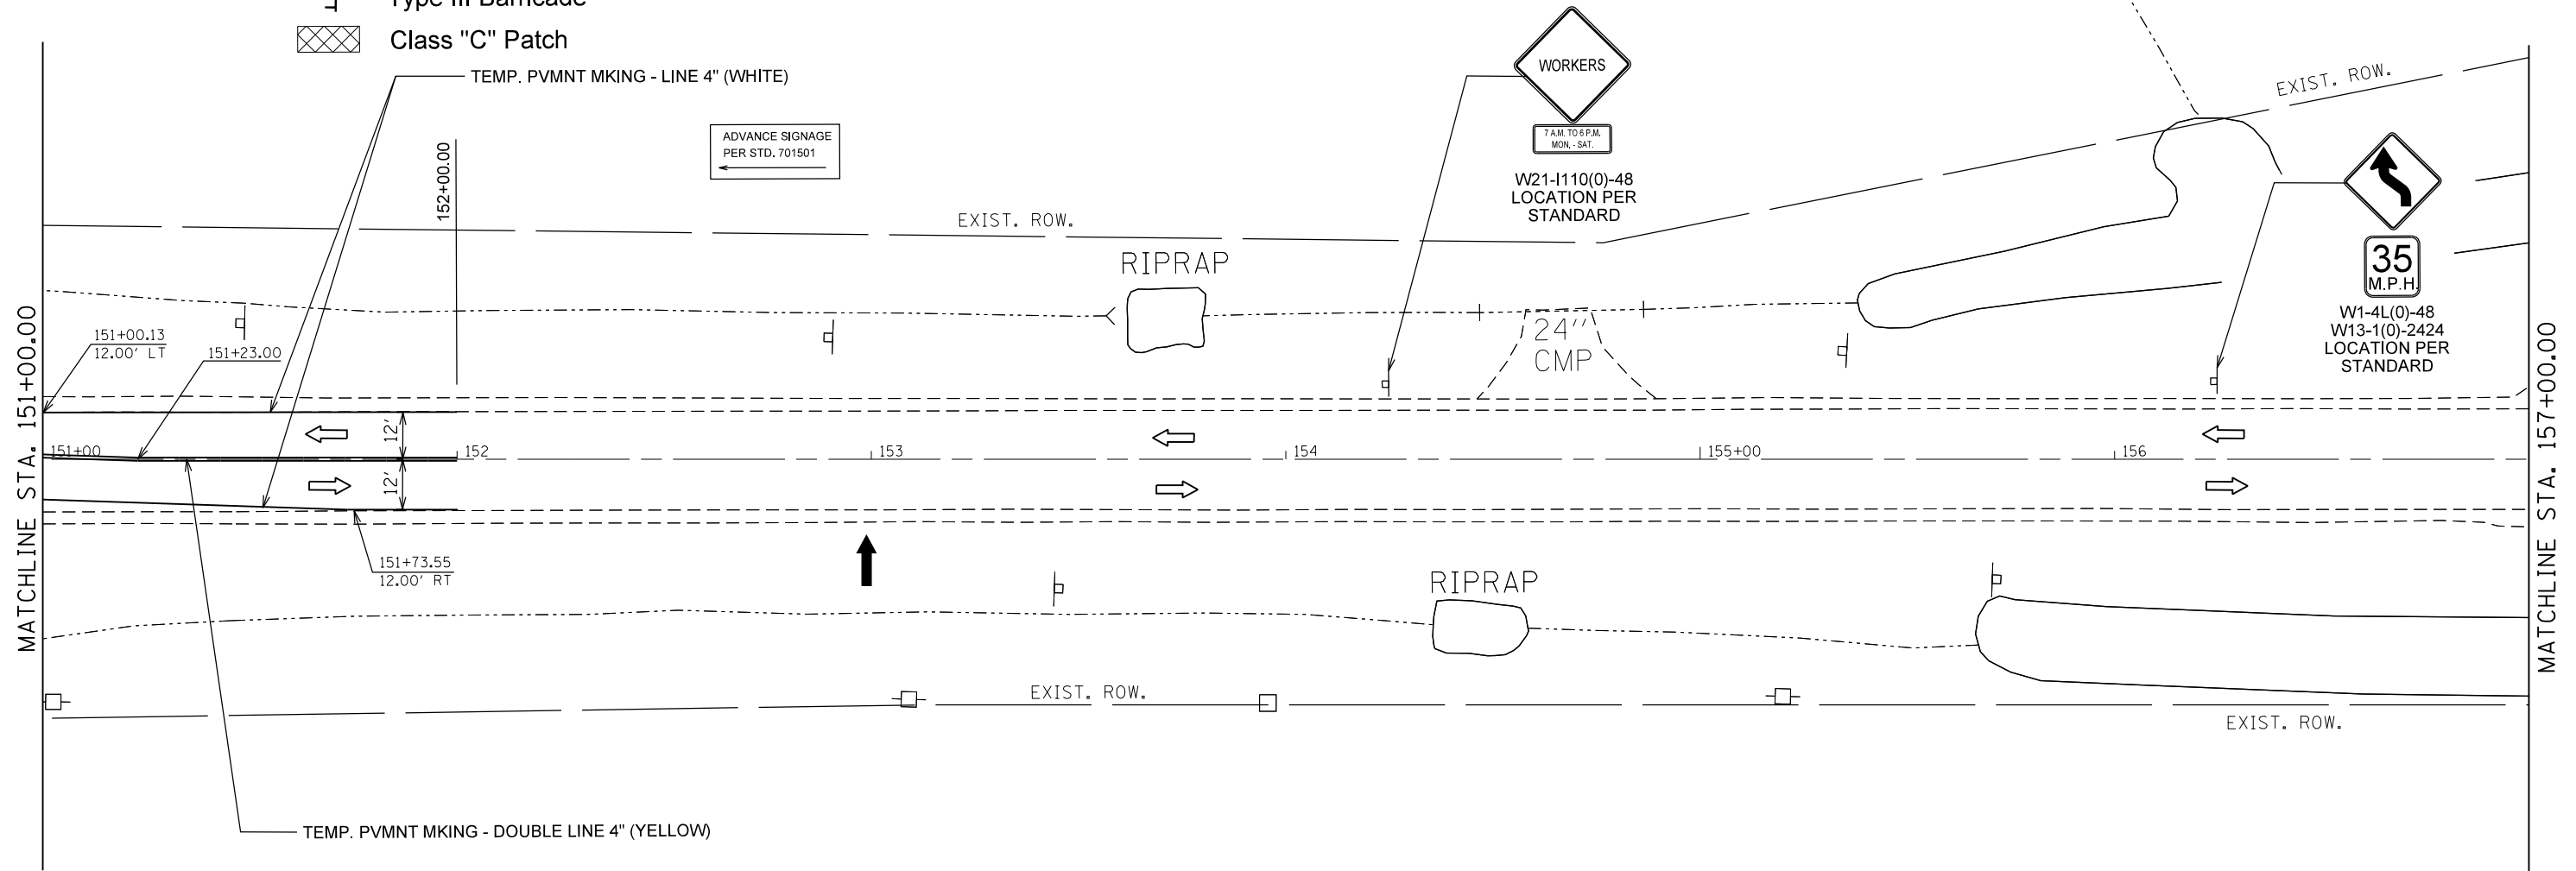 Type III Barricade
Class "C" Patch
TEMP. PVMNT MKING - LINE 4" (WHITE)
ADVANCE SIGNAGE
PER STD. 701501
152+00.00
WORKERS
7 A.M. TO 6 P.M.
MON. - SAT.
W21-I110(0)-48
LOCATION PER
STANDARD
EXIST. ROW.
35
M.P.H.
W1-4L(0)-48
W13-1(0)-2424
LOCATION PER
STANDARD
EXIST. ROW.
RIPRAP
24''
CMP
MATCHLINE STA. 151+00.00
151+00.13
12.00' LT
151+23.00
12'
151+00
152
153
154
155+00
156
12'
151+73.55
12.00' RT
RIPRAP
EXIST. ROW.
EXIST. ROW.
MATCHLINE STA. 157+00.00
TEMP. PVMNT MKING - DOUBLE LINE 4" (YELLOW)